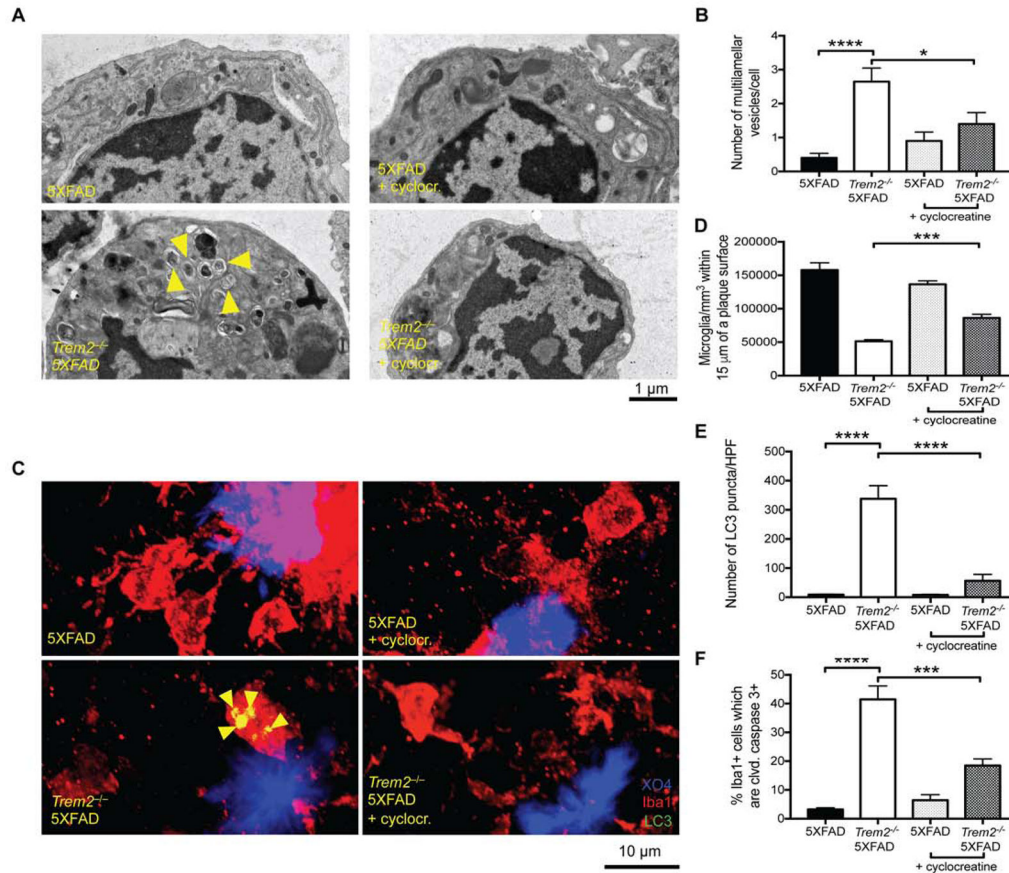 A
5XFAD
5XFAD
+ cyclocr.
Trem2–/–
5XFAD
Trem2–/–
5XFAD
+ cyclocr.
1 µm
B
Number of multilamellar
vesicles/cell
4
3
2
1
0
****
*
5XFAD
Trem2–/–
5XFAD
5XFAD
Trem2–/–
5XFAD
+ cyclocreatine
D
Microglia/mm3 within
15 µm of a plaque surface
200000
150000
100000
50000
0
***
5XFAD
Trem2–/–
5XFAD
5XFAD
Trem2–/–
5XFAD
+ cyclocreatine
C
5XFAD
5XFAD
+ cyclocr.
Trem2–/–
5XFAD
Trem2–/–
5XFAD
+ cyclocr.
XO4
Iba1
LC3
10 µm
E
Number of LC3 puncta/HPF
500
400
300
200
100
0
****
****
5XFAD
Trem2–/–
5XFAD
5XFAD
Trem2–/–
5XFAD
+ cyclocreatine
F
% Iba1+ cells which
are clvd. caspase 3+
60
50
40
30
20
10
0
****
***
5XFAD
Trem2–/–
5XFAD
5XFAD
Trem2–/–
5XFAD
+ cyclocreatine